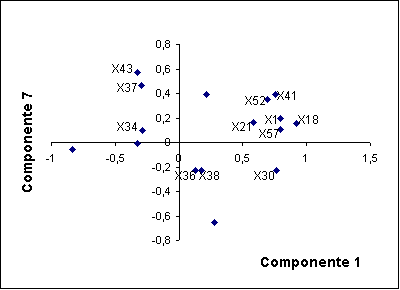 0,8
X43
0,6
X37
X52 X41
0,4
Componente 7
X34
X21 X1 X18
0,2
X57
0
-1 -0,5 0 0,5 1 1,5
-0,2
X36 X38 X30
-0,4
-0,6
-0,8
Componente 1